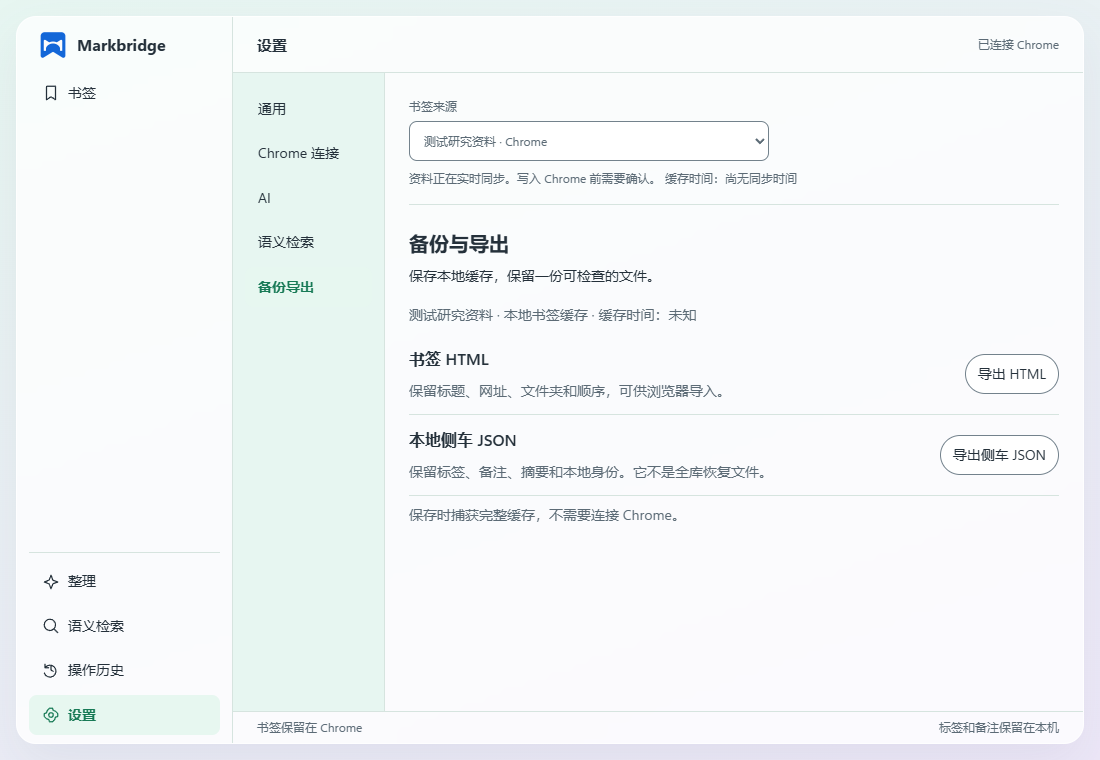 Markbridge
书签
整理
语义检索
操作历史
设置
设置
已连接 Chrome
通用
Chrome 连接
AI
语义检索
备份导出
书签来源
测试研究资料 · Chrome
资料正在实时同步。写入 Chrome 前需要确认。 缓存时间：尚无同步时间
备份与导出
保存本地缓存，保留一份可检查的文件。
测试研究资料 · 本地书签缓存 · 缓存时间：未知
书签 HTML
保留标题、网址、文件夹和顺序，可供浏览器导入。
导出 HTML
本地侧车 JSON
保留标签、备注、摘要和本地身份。它不是全库恢复文件。
导出侧车 JSON
保存时捕获完整缓存，不需要连接 Chrome。
书签保留在 Chrome
标签和备注保留在本机